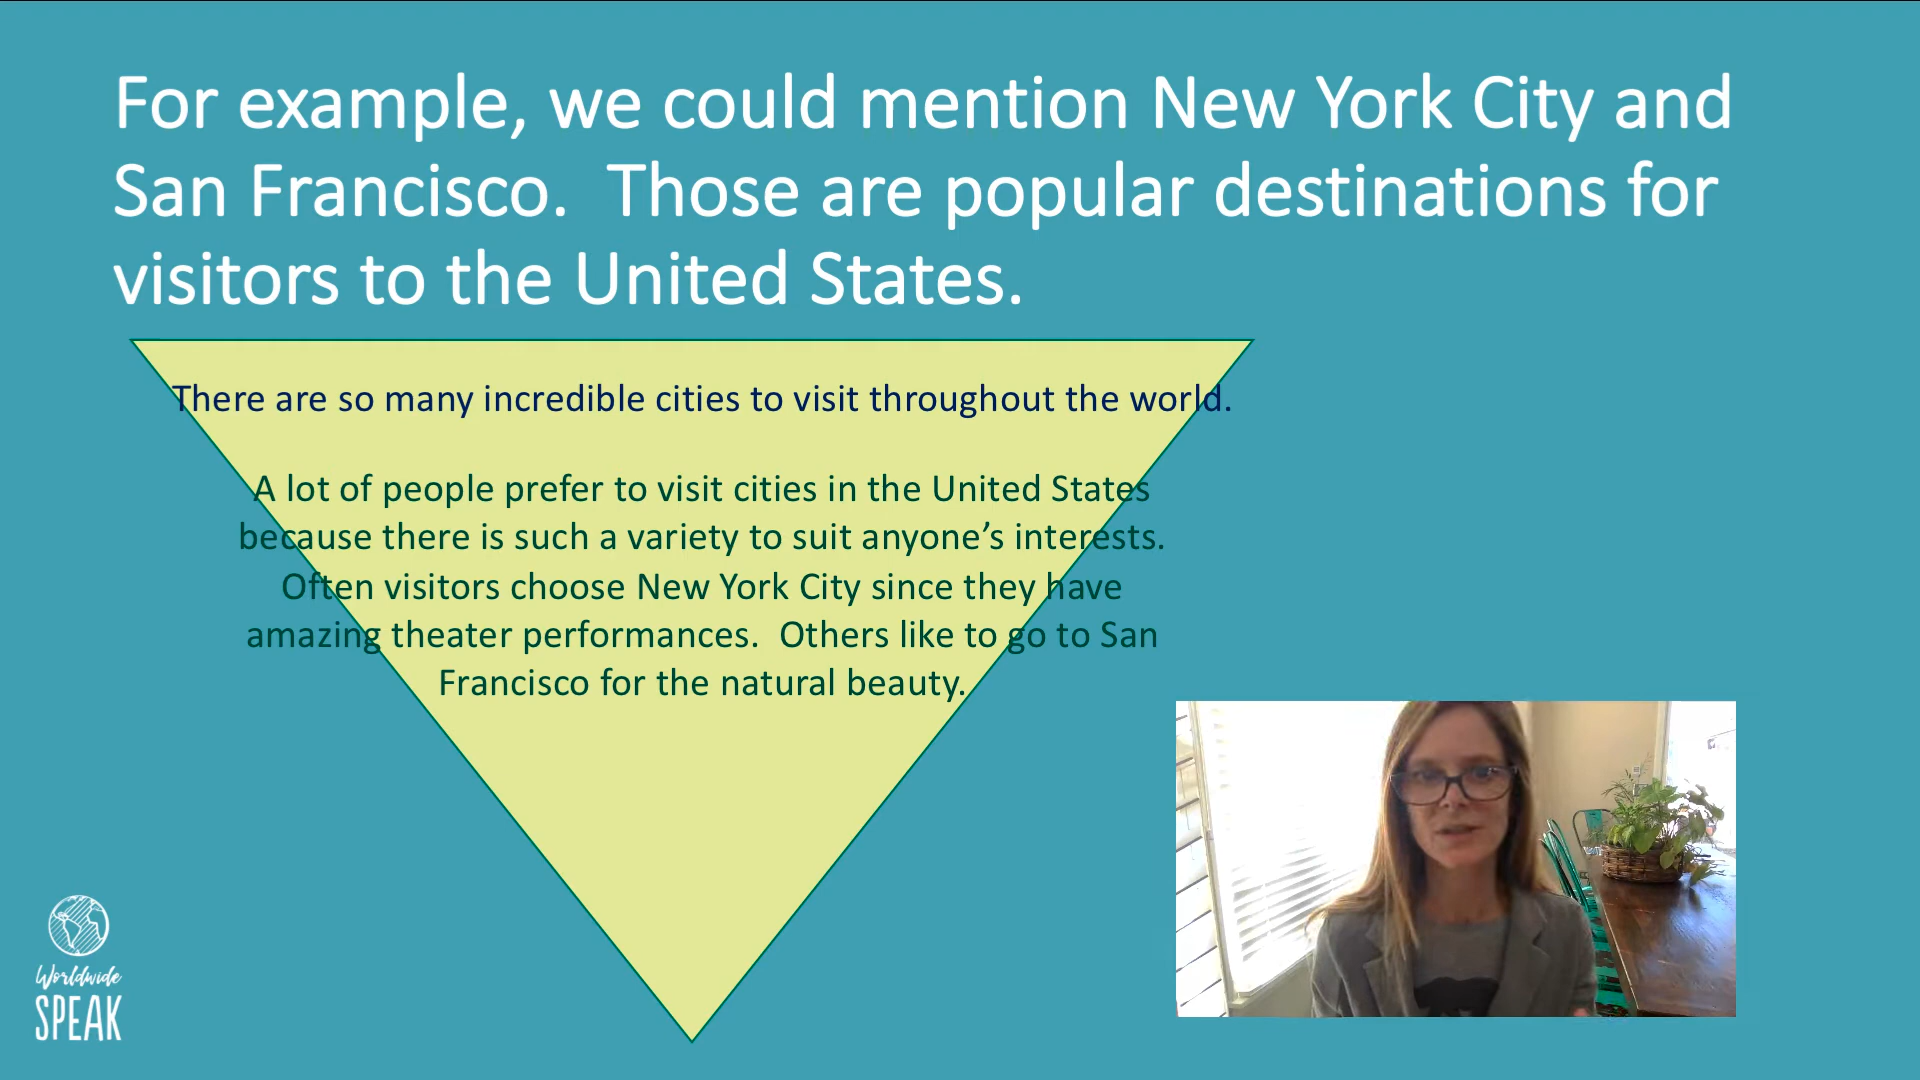 For example, we could mention New York City and
San Francisco.  Those are popular destinations for
visitors to the United States.
There are so many incredible cities to visit throughout the world.
A lot of people prefer to visit cities in the United States
because there is such a variety to suit anyone’s interests.
Often visitors choose New York City since they have
amazing theater performances.  Others like to go to San
Francisco for the natural beauty.
Worldwide
SPEAK